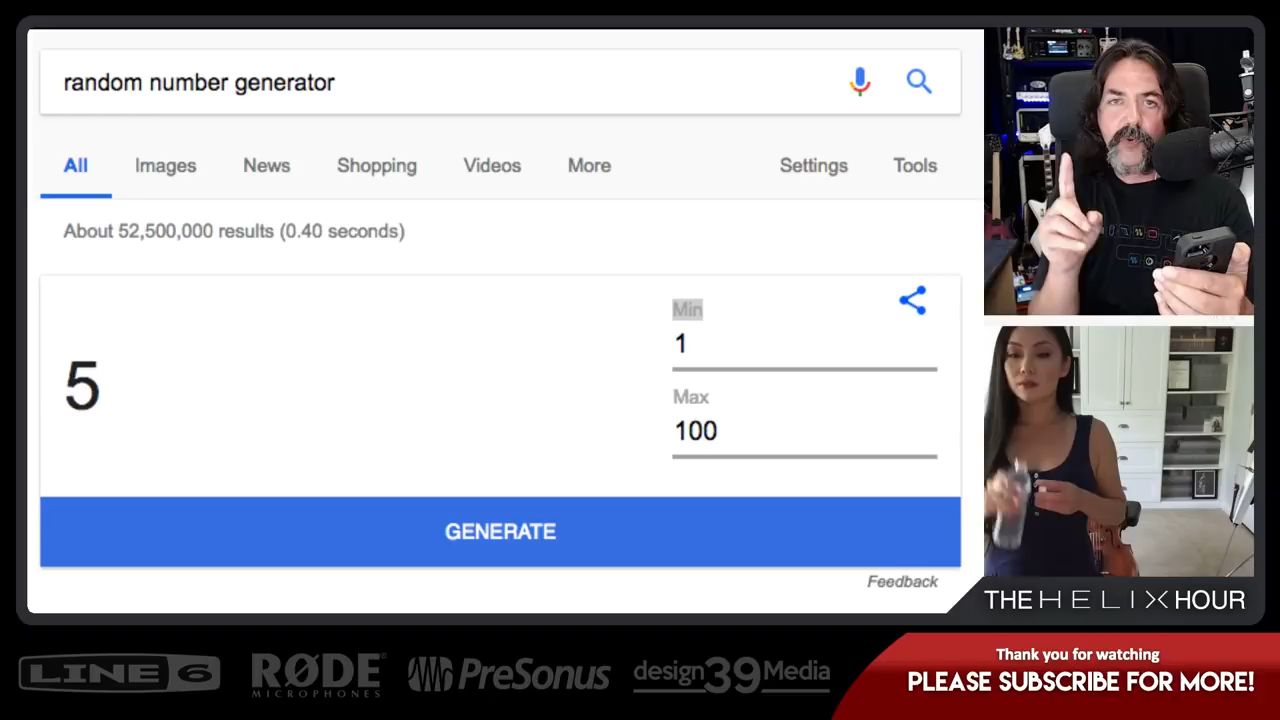 random number generator
All Images News Shopping Videos More Settings Tools
About 52,500,000 results (0.40 seconds)
Min
1
5
Max
100
GENERATE
Feedback
THE HELIX HOUR
LINE 6
RØDE
MICROPHONES
PreSonus
design39Media
Thank you for watching
PLEASE SUBSCRIBE FOR MORE!